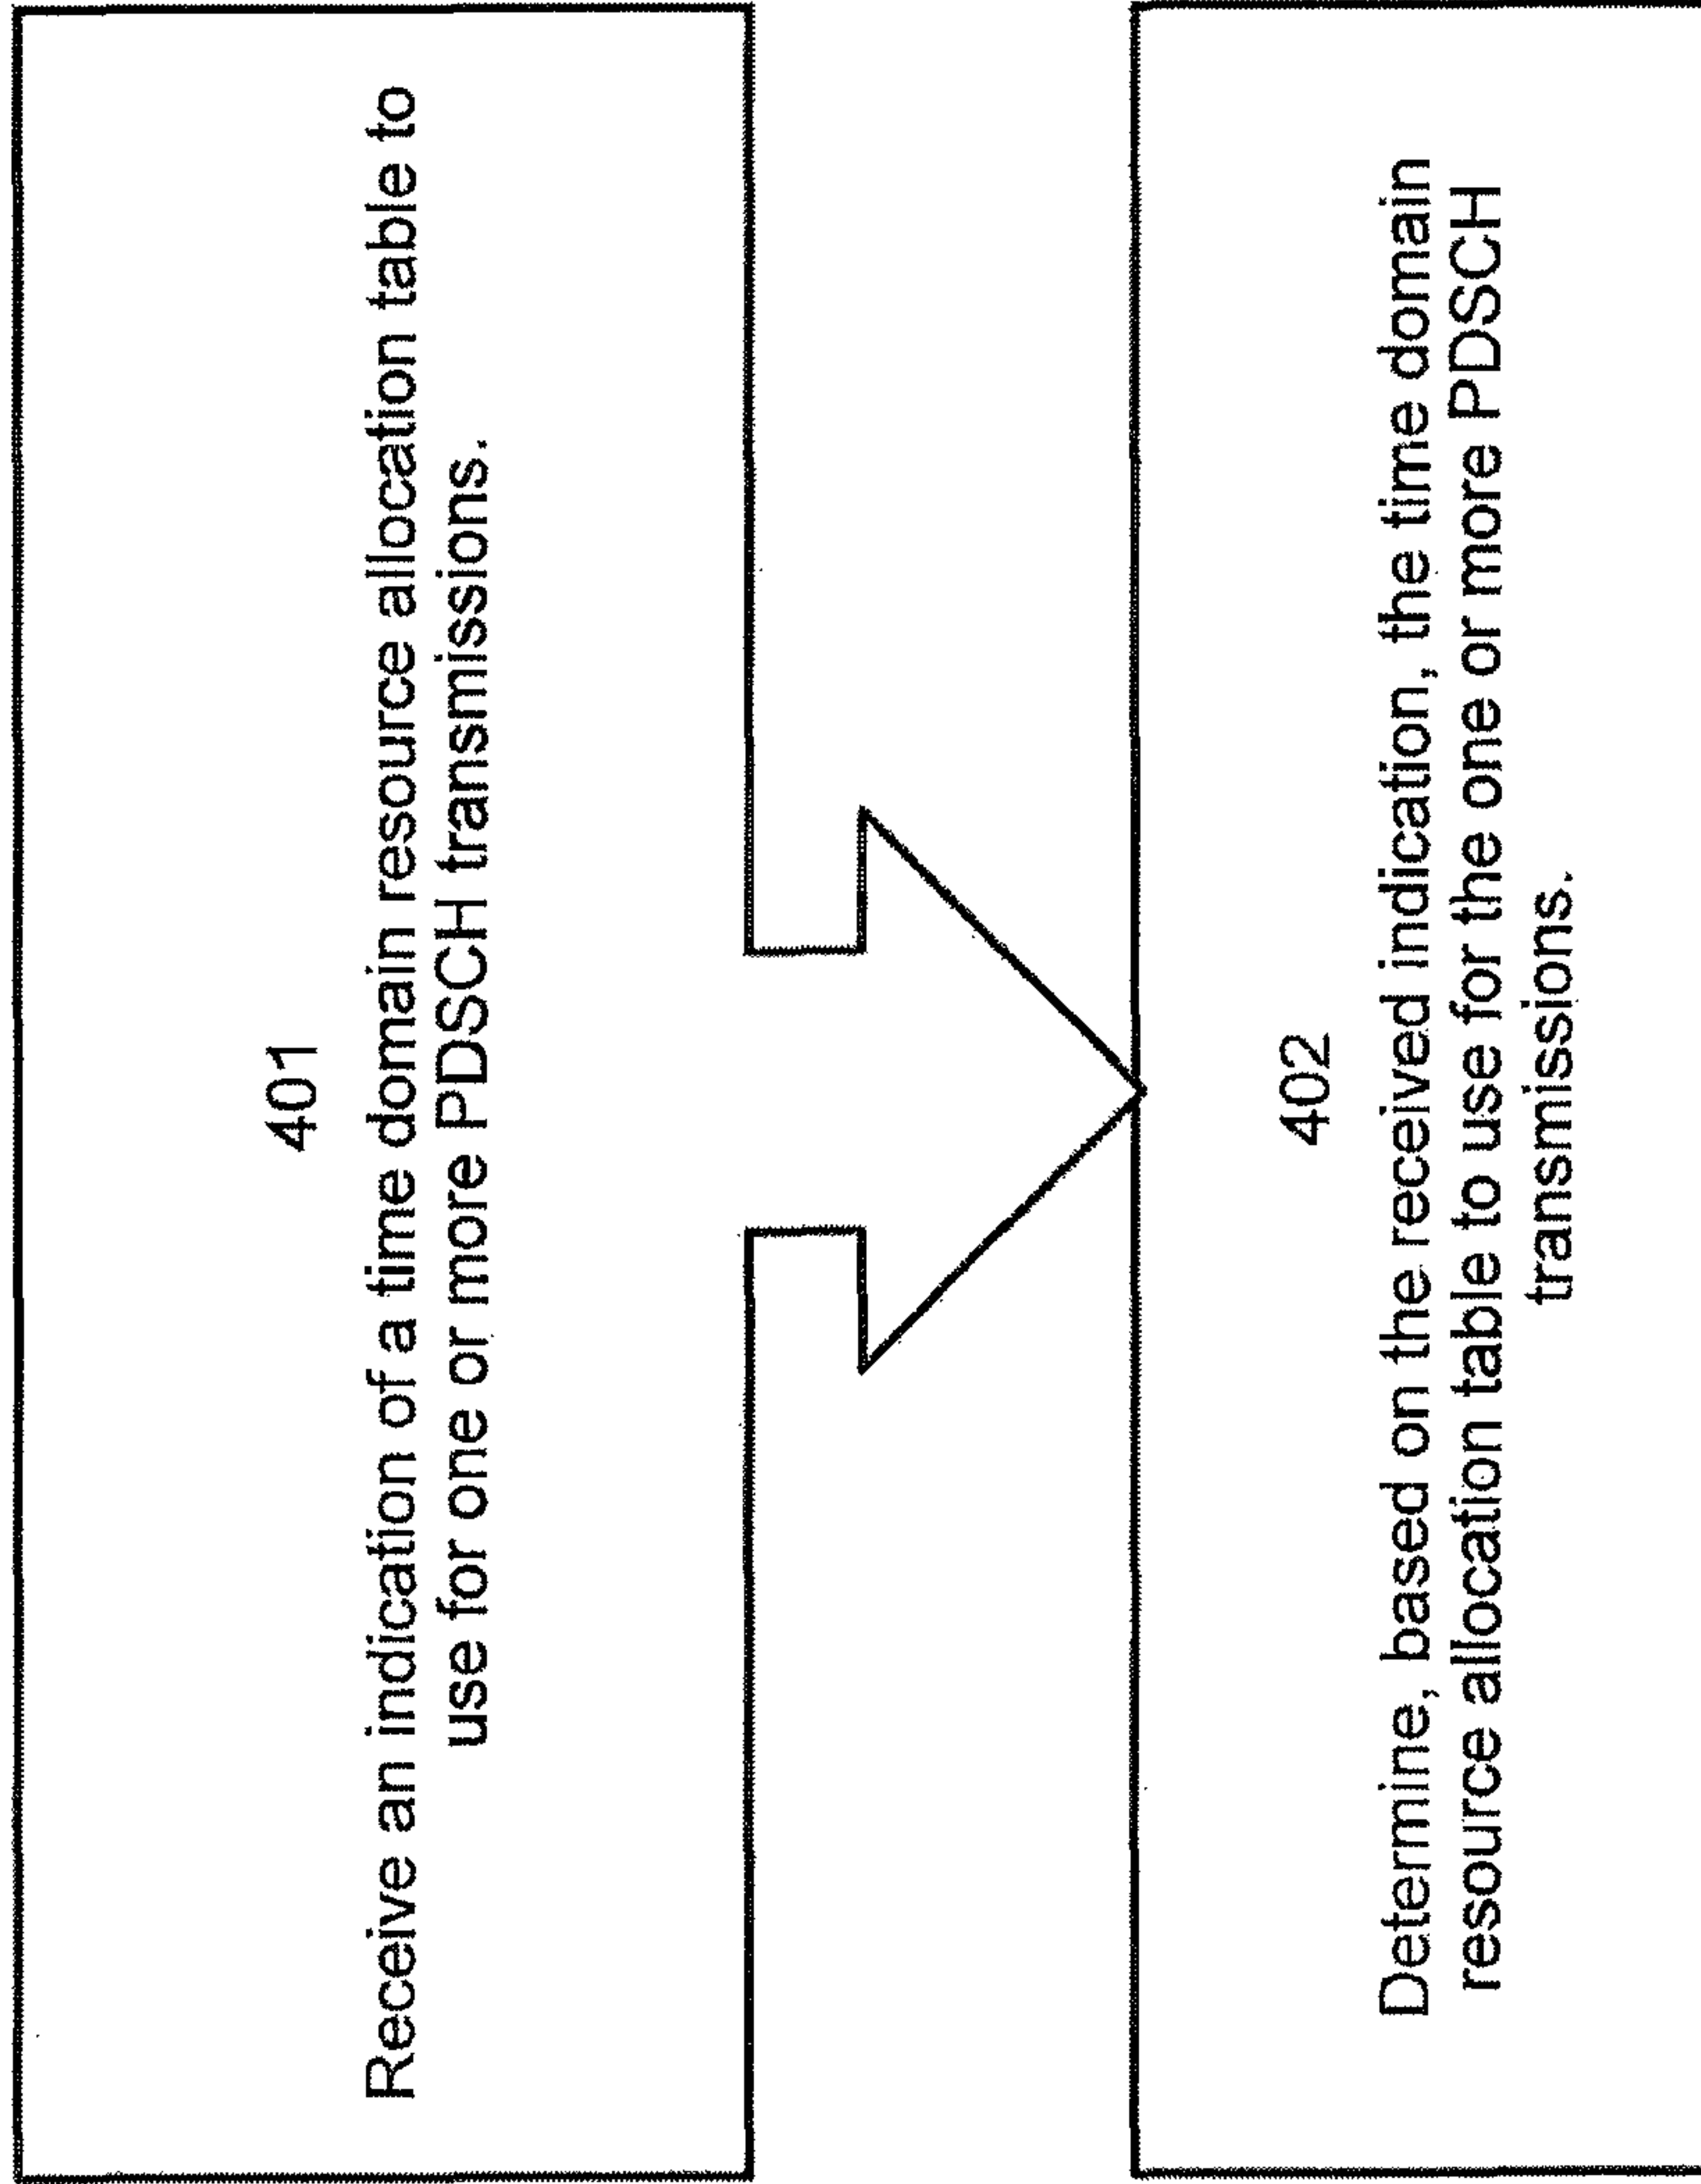 401
Receive an indication of a time domain resource allocation table to
use for one or more PDSCH transmissions.
402
Determine, based on the received indication, the time domain
resource allocation table to use for the one or more PDSCH
transmissions.